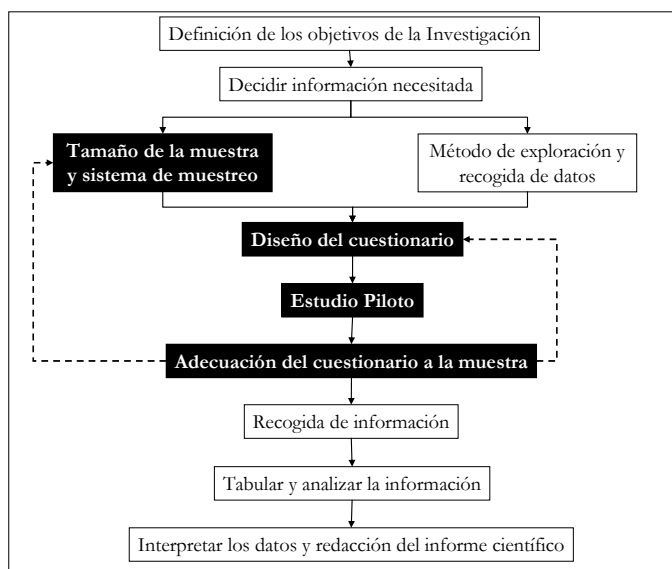 Definición de los objetivos de la Investigación
Decidir información necesitada
Tamaño de la muestra
y sistema de muestreo
Método de exploración y
recogida de datos
Diseño del cuestionario
Estudio Piloto
Adecuación del cuestionario a la muestra
Recogida de información
Tabular y analizar la información
Interpretar los datos y redacción del informe científico